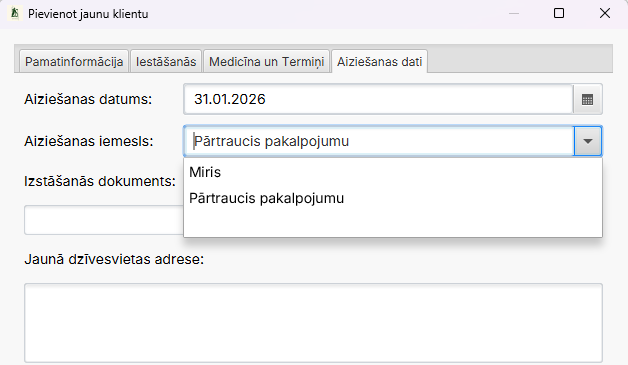 Pievienot jaunu klientu
Pamatinformācija Iestāšanās Medicīna un Termiņi Aiziešanas dati
Aiziešanas datums: 31.01.2026
Aiziešanas iemesls: Pārtraucis pakalpojumu
Miris
Izstāšanās dokuments:
Pārtraucis pakalpojumu
Jaunā dzīvesvietas adrese: